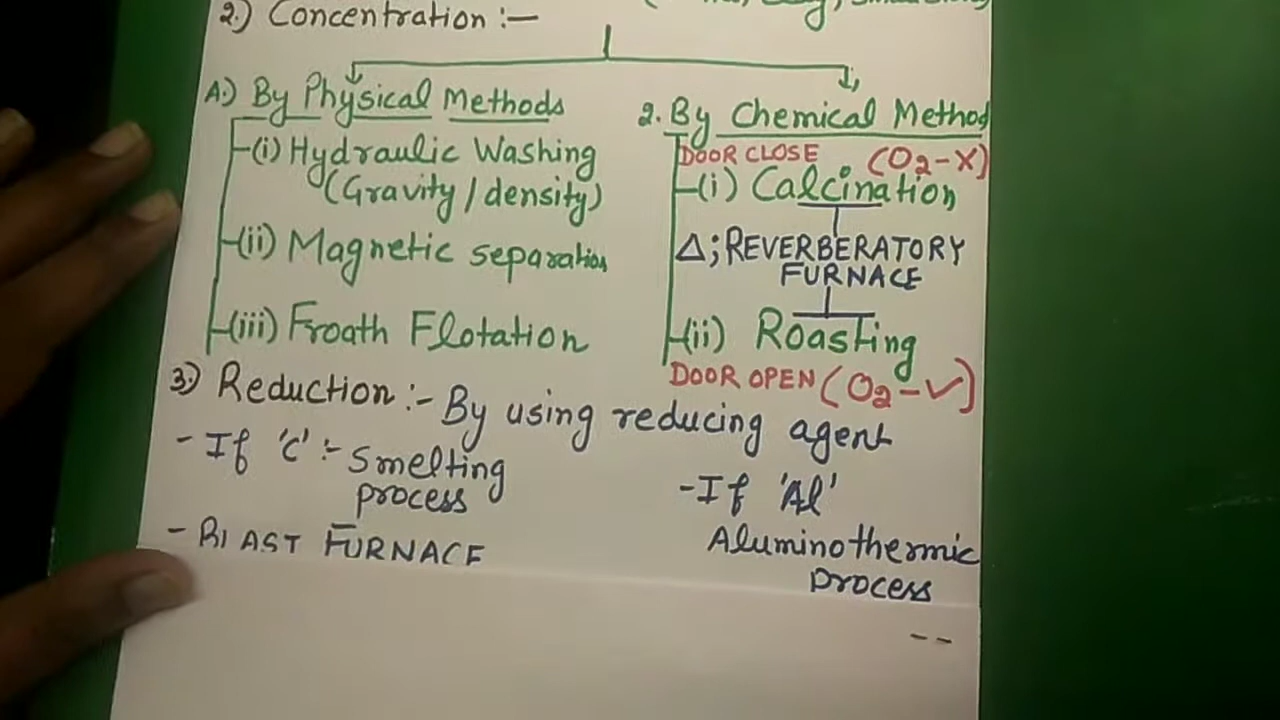 2.) Concentration :-
A.) By Physical Methods
(i) Hydraulic Washing
(Gravity / density)
(ii) Magnetic separation
(iii) Froath Flotation
2. By Chemical Method
DOOR CLOSE (O2-X)
(i) Calcination
Δ; REVERBERATORY
FURNACE
(ii) Roasting
DOOR OPEN (O2-✓)
3.) Reduction :- By using reducing agent
- If 'C' :- Smelting
process
- BLAST FURNACE
- If 'Al'
Aluminothermic
process
--